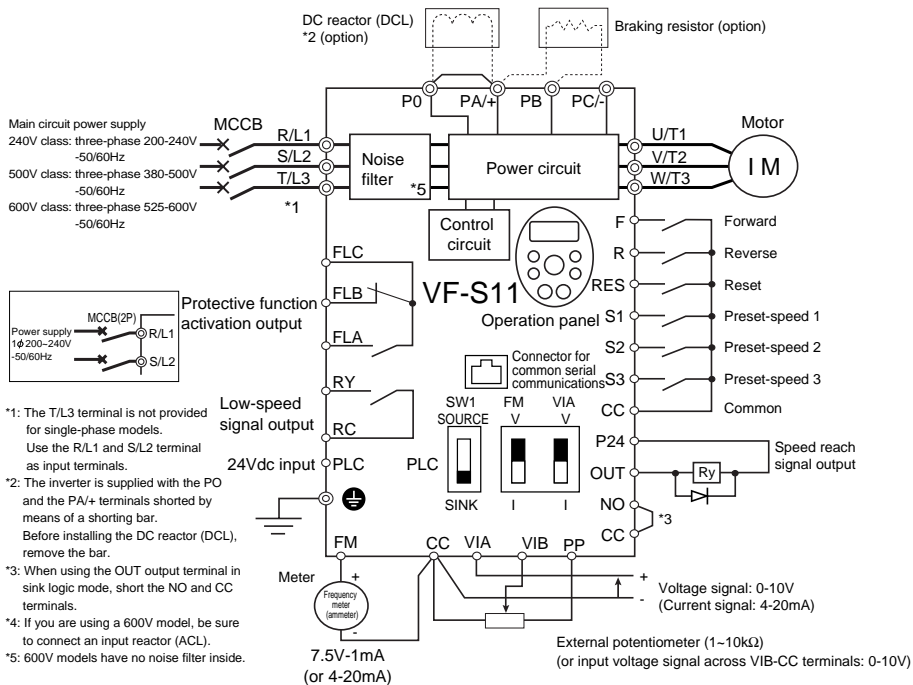 DC reactor (DCL)
*2 (option)
Braking resistor (option)
P0
PA/+
PB
PC/-
Main circuit power supply
240V class: three-phase 200-240V
-50/60Hz
500V class: three-phase 380-500V
-50/60Hz
600V class: three-phase 525-600V
-50/60Hz
MCCB
R/L1
S/L2
T/L3
*1
Noise
filter
*5
Power circuit
Control
circuit
U/T1
V/T2
W/T3
Motor
I M
FLC
FLB
FLA
Protective function
activation output
VF-S11
Operation panel
F
Forward
R
Reverse
RES
Reset
S1
Preset-speed 1
S2
Preset-speed 2
S3
Preset-speed 3
CC
Common
MCCB(2P)
Power supply
1ϕ200~240V
-50/60Hz
R/L1
S/L2
Connector for
common serial
communications
RY
RC
Low-speed
signal output
24Vdc input
PLC
PLC
SW1
SOURCE
SINK
FM
V
I
VIA
V
I
P24
OUT
Ry
Speed reach
signal output
NO
CC
*3
*1: The T/L3 terminal is not provided
for single-phase models.
Use the R/L1 and S/L2 terminal
as input terminals.
*2: The inverter is supplied with the PO
and the PA/+ terminals shorted by
means of a shorting bar.
Before installing the DC reactor (DCL),
remove the bar.
*3: When using the OUT output terminal in
sink logic mode, short the NO and CC
terminals.
*4: If you are using a 600V model, be sure
to connect an input reactor (ACL).
*5: 600V models have no noise filter inside.
FM
CC
VIA
VIB
PP
Meter
+
Frequency
meter
(ammeter)
-
7.5V-1mA
(or 4-20mA)
+
-
Voltage signal: 0-10V
(Current signal: 4-20mA)
External potentiometer (1~10kΩ)
(or input voltage signal across VIB-CC terminals: 0-10V)